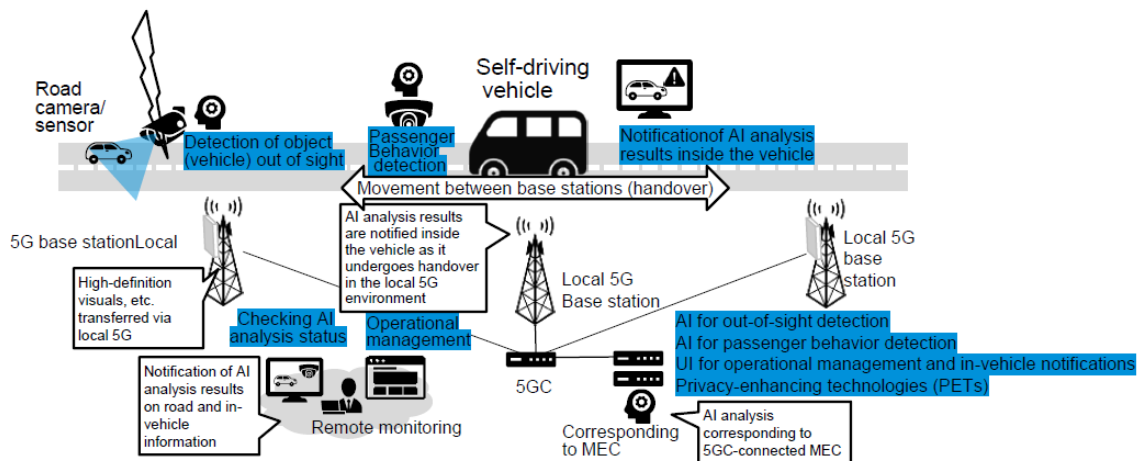 Road
camera/
sensor
Detection of object
(vehicle) out of sight
Passenger
Behavior
detection
Self-driving
vehicle
Notificationof AI analysis
results inside the vehicle
Movement between base stations (handover)
5G base stationLocal
High-definition
visuals, etc.
transferred via
local 5G
AI analysis results
are notified inside
the vehicle as it
undergoes handover
in the local 5G
environment
Local 5G
Base station
Local 5G
base
station
Checking AI
analysis status
Operational
management
Notification of AI
analysis results
on road and in-
vehicle
information
Remote monitoring
5GC
AI for out-of-sight detection
AI for passenger behavior detection
UI for operational management and in-vehicle notifications
Privacy-enhancing technologies (PETs)
Corresponding
to MEC
AI analysis
corresponding to
5GC-connected MEC